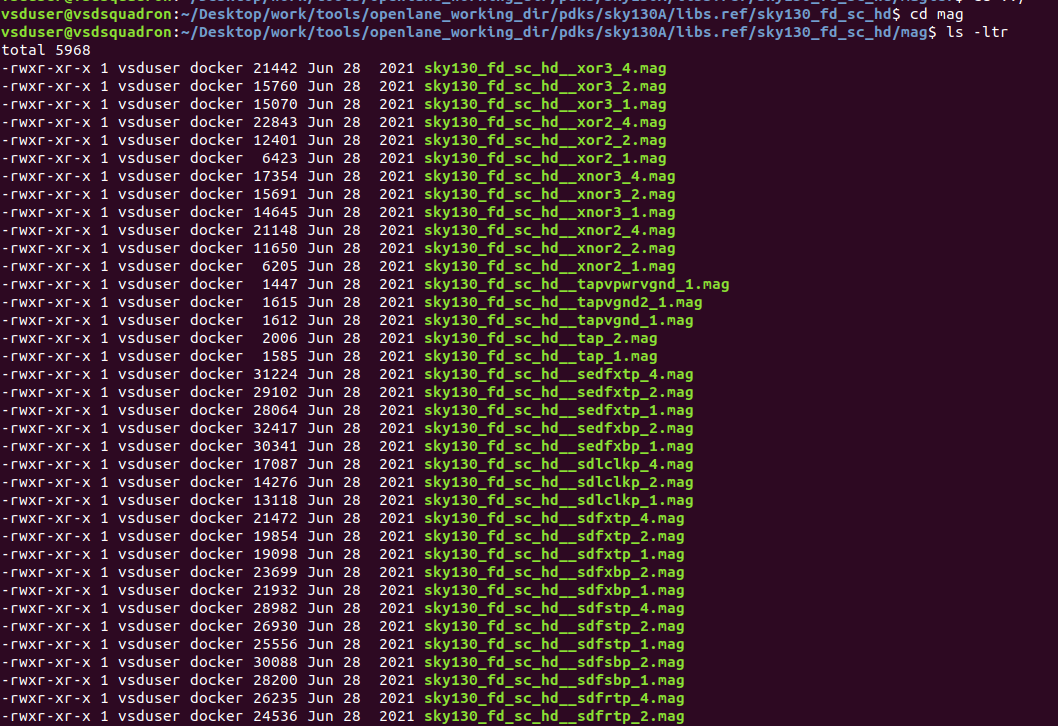 vsduser@vsdsquadron:~/Desktop/work/tools/openlane_working_dir/pdks/sky130A/libs.ref/sky130_fd_sc_hd$ cd mag
vsduser@vsdsquadron:~/Desktop/work/tools/openlane_working_dir/pdks/sky130A/libs.ref/sky130_fd_sc_hd/mag$ ls -ltr
total 5968
-rwxr-xr-x 1 vsduser docker 21442 Jun 28  2021 sky130_fd_sc_hd__xor3_4.mag
-rwxr-xr-x 1 vsduser docker 15760 Jun 28  2021 sky130_fd_sc_hd__xor3_2.mag
-rwxr-xr-x 1 vsduser docker 15070 Jun 28  2021 sky130_fd_sc_hd__xor3_1.mag
-rwxr-xr-x 1 vsduser docker 22843 Jun 28  2021 sky130_fd_sc_hd__xor2_4.mag
-rwxr-xr-x 1 vsduser docker 12401 Jun 28  2021 sky130_fd_sc_hd__xor2_2.mag
-rwxr-xr-x 1 vsduser docker  6423 Jun 28  2021 sky130_fd_sc_hd__xor2_1.mag
-rwxr-xr-x 1 vsduser docker 17354 Jun 28  2021 sky130_fd_sc_hd__xnor3_4.mag
-rwxr-xr-x 1 vsduser docker 15691 Jun 28  2021 sky130_fd_sc_hd__xnor3_2.mag
-rwxr-xr-x 1 vsduser docker 14645 Jun 28  2021 sky130_fd_sc_hd__xnor3_1.mag
-rwxr-xr-x 1 vsduser docker 21148 Jun 28  2021 sky130_fd_sc_hd__xnor2_4.mag
-rwxr-xr-x 1 vsduser docker 11650 Jun 28  2021 sky130_fd_sc_hd__xnor2_2.mag
-rwxr-xr-x 1 vsduser docker  6205 Jun 28  2021 sky130_fd_sc_hd__xnor2_1.mag
-rwxr-xr-x 1 vsduser docker  1447 Jun 28  2021 sky130_fd_sc_hd__tapvpwrvgnd_1.mag
-rwxr-xr-x 1 vsduser docker  1615 Jun 28  2021 sky130_fd_sc_hd__tapvgnd2_1.mag
-rwxr-xr-x 1 vsduser docker  1612 Jun 28  2021 sky130_fd_sc_hd__tapvgnd_1.mag
-rwxr-xr-x 1 vsduser docker  2006 Jun 28  2021 sky130_fd_sc_hd__tap_2.mag
-rwxr-xr-x 1 vsduser docker  1585 Jun 28  2021 sky130_fd_sc_hd__tap_1.mag
-rwxr-xr-x 1 vsduser docker 31224 Jun 28  2021 sky130_fd_sc_hd__sedfxtp_4.mag
-rwxr-xr-x 1 vsduser docker 29102 Jun 28  2021 sky130_fd_sc_hd__sedfxtp_2.mag
-rwxr-xr-x 1 vsduser docker 28064 Jun 28  2021 sky130_fd_sc_hd__sedfxtp_1.mag
-rwxr-xr-x 1 vsduser docker 32417 Jun 28  2021 sky130_fd_sc_hd__sedfxbp_2.mag
-rwxr-xr-x 1 vsduser docker 30341 Jun 28  2021 sky130_fd_sc_hd__sedfxbp_1.mag
-rwxr-xr-x 1 vsduser docker 17087 Jun 28  2021 sky130_fd_sc_hd__sdlclkp_4.mag
-rwxr-xr-x 1 vsduser docker 14276 Jun 28  2021 sky130_fd_sc_hd__sdlclkp_2.mag
-rwxr-xr-x 1 vsduser docker 13118 Jun 28  2021 sky130_fd_sc_hd__sdlclkp_1.mag
-rwxr-xr-x 1 vsduser docker 21472 Jun 28  2021 sky130_fd_sc_hd__sdfxtp_4.mag
-rwxr-xr-x 1 vsduser docker 19854 Jun 28  2021 sky130_fd_sc_hd__sdfxtp_2.mag
-rwxr-xr-x 1 vsduser docker 19098 Jun 28  2021 sky130_fd_sc_hd__sdfxtp_1.mag
-rwxr-xr-x 1 vsduser docker 23699 Jun 28  2021 sky130_fd_sc_hd__sdfxbp_2.mag
-rwxr-xr-x 1 vsduser docker 21932 Jun 28  2021 sky130_fd_sc_hd__sdfxbp_1.mag
-rwxr-xr-x 1 vsduser docker 28982 Jun 28  2021 sky130_fd_sc_hd__sdfstp_4.mag
-rwxr-xr-x 1 vsduser docker 26930 Jun 28  2021 sky130_fd_sc_hd__sdfstp_2.mag
-rwxr-xr-x 1 vsduser docker 25556 Jun 28  2021 sky130_fd_sc_hd__sdfstp_1.mag
-rwxr-xr-x 1 vsduser docker 30088 Jun 28  2021 sky130_fd_sc_hd__sdfsbp_2.mag
-rwxr-xr-x 1 vsduser docker 28200 Jun 28  2021 sky130_fd_sc_hd__sdfsbp_1.mag
-rwxr-xr-x 1 vsduser docker 26235 Jun 28  2021 sky130_fd_sc_hd__sdfrtp_4.mag
-rwxr-xr-x 1 vsduser docker 24536 Jun 28  2021 sky130_fd_sc_hd__sdfrtp_2.mag